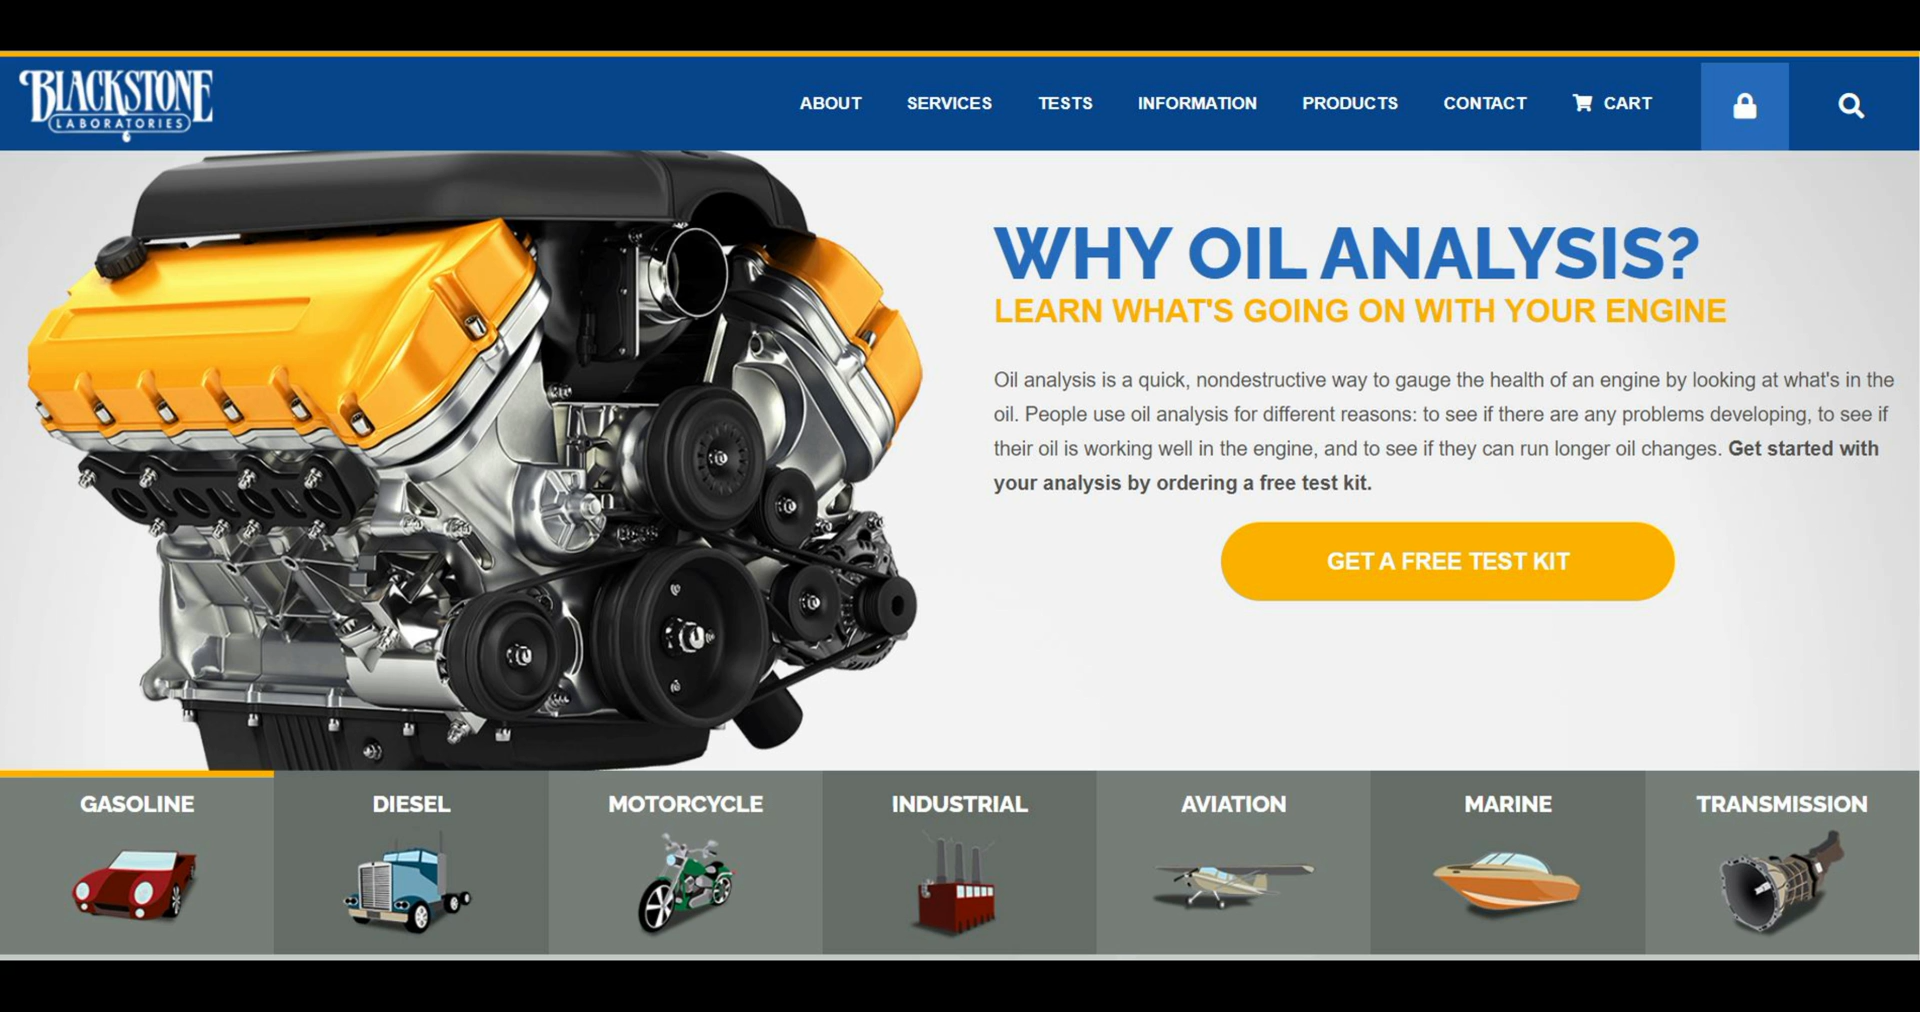 BLACKSTONE
LABORATORIES
ABOUT
SERVICES
TESTS
INFORMATION
PRODUCTS
CONTACT
CART
WHY OIL ANALYSIS?
LEARN WHAT'S GOING ON WITH YOUR ENGINE
Oil analysis is a quick, nondestructive way to gauge the health of an engine by looking at what's in the
oil. People use oil analysis for different reasons: to see if there are any problems developing, to see if
their oil is working well in the engine, and to see if they can run longer oil changes. Get started with
your analysis by ordering a free test kit.
GET A FREE TEST KIT
GASOLINE
DIESEL
MOTORCYCLE
INDUSTRIAL
AVIATION
MARINE
TRANSMISSION